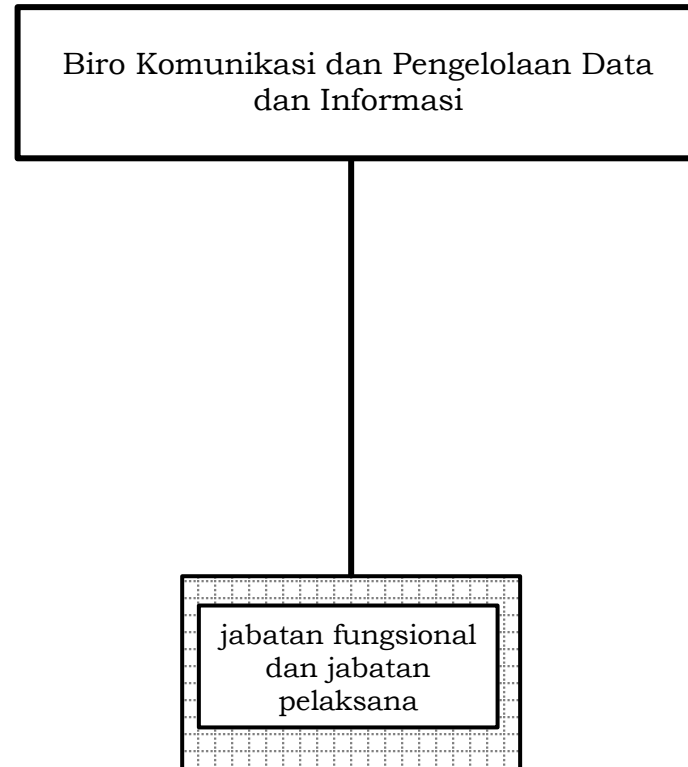 Biro Komunikasi dan Pengelolaan Data
dan Informasi
jabatan fungsional
dan jabatan
pelaksana